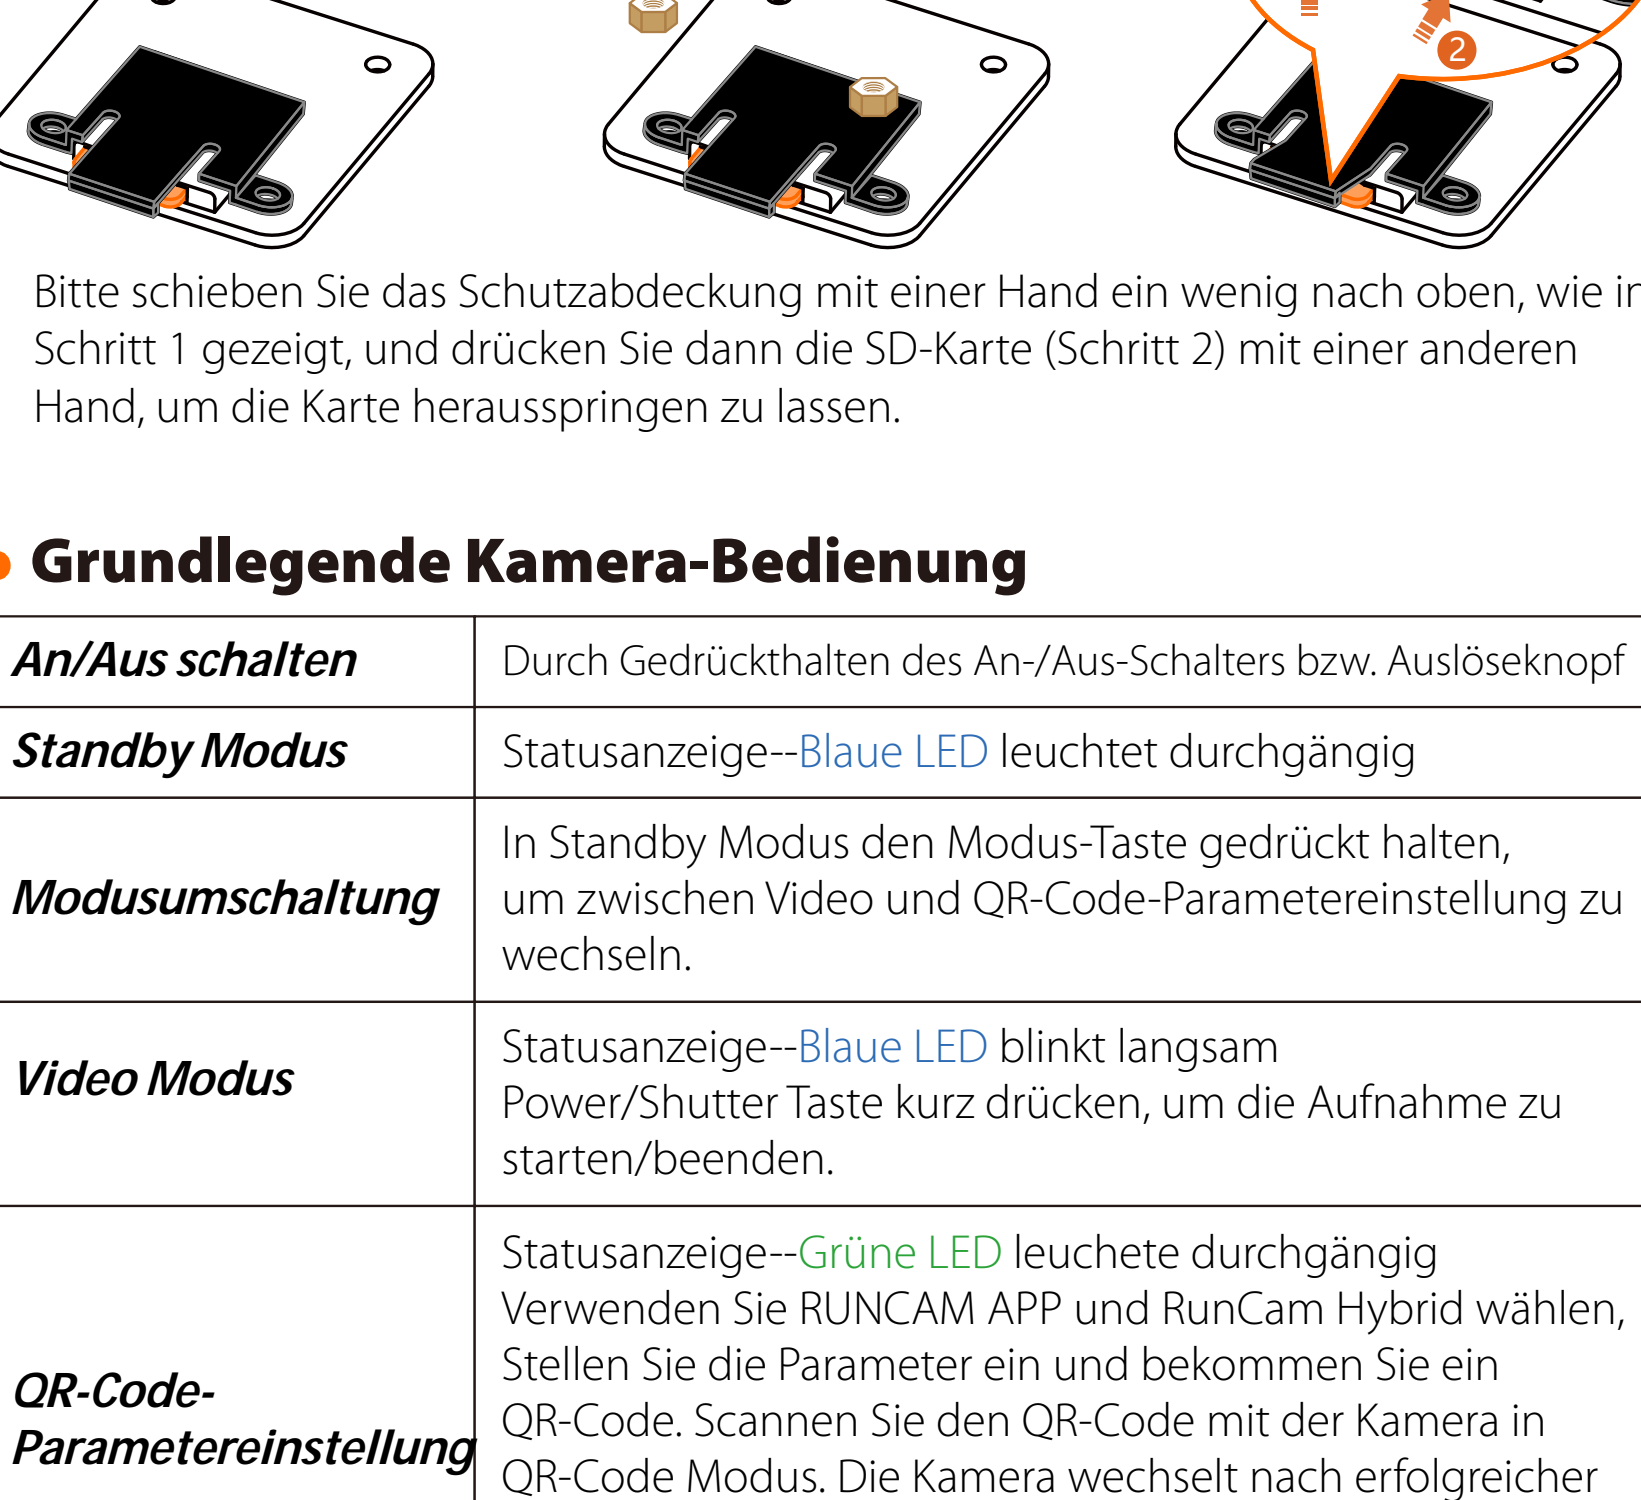 2
Bitte schieben Sie das Schutzabdeckung mit einer Hand ein wenig nach oben, wie in
Schritt 1 gezeigt, und drücken Sie dann die SD-Karte (Schritt 2) mit einer anderen
Hand, um die Karte herausspringen zu lassen.
Grundlegende Kamera-Bedienung
An/Aus schalten
Durch Gedrückthalten des An-/Aus-Schalters bzw. Auslöseknopf
Standby Modus
Statusanzeige--Blaue LED leuchtet durchgängig
Modusumschaltung
In Standby Modus den Modus-Taste gedrückt halten,
um zwischen Video und QR-Code-Parametereinstellung zu
wechseln.
Video Modus
Statusanzeige--Blaue LED blinkt langsam
Power/Shutter Taste kurz drücken, um die Aufnahme zu
starten/beenden.
QR-Code-
Parametereinstellung
Statusanzeige--Grüne LED leuchete durchgängig
Verwenden Sie RUNCAM APP und RunCam Hybrid wählen,
Stellen Sie die Parameter ein und bekommen Sie ein
QR-Code. Scannen Sie den QR-Code mit der Kamera in
QR-Code Modus. Die Kamera wechselt nach erfolgreicher